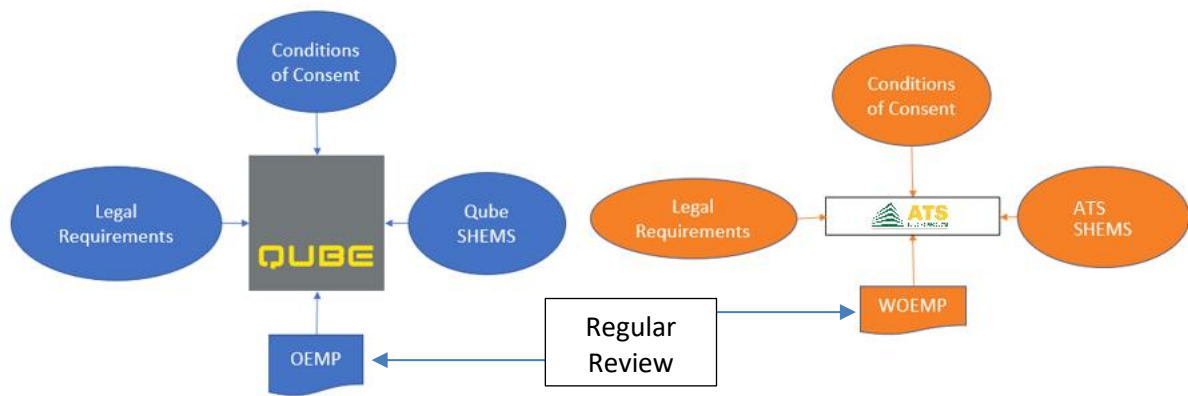 Conditions
of Consent
Legal
Requirements
QUBE
Qube
SHEMS
OEMP
Regular
Review
Conditions
of Consent
Legal
Requirements
ATS
ATS
SHEMS
WOEMP